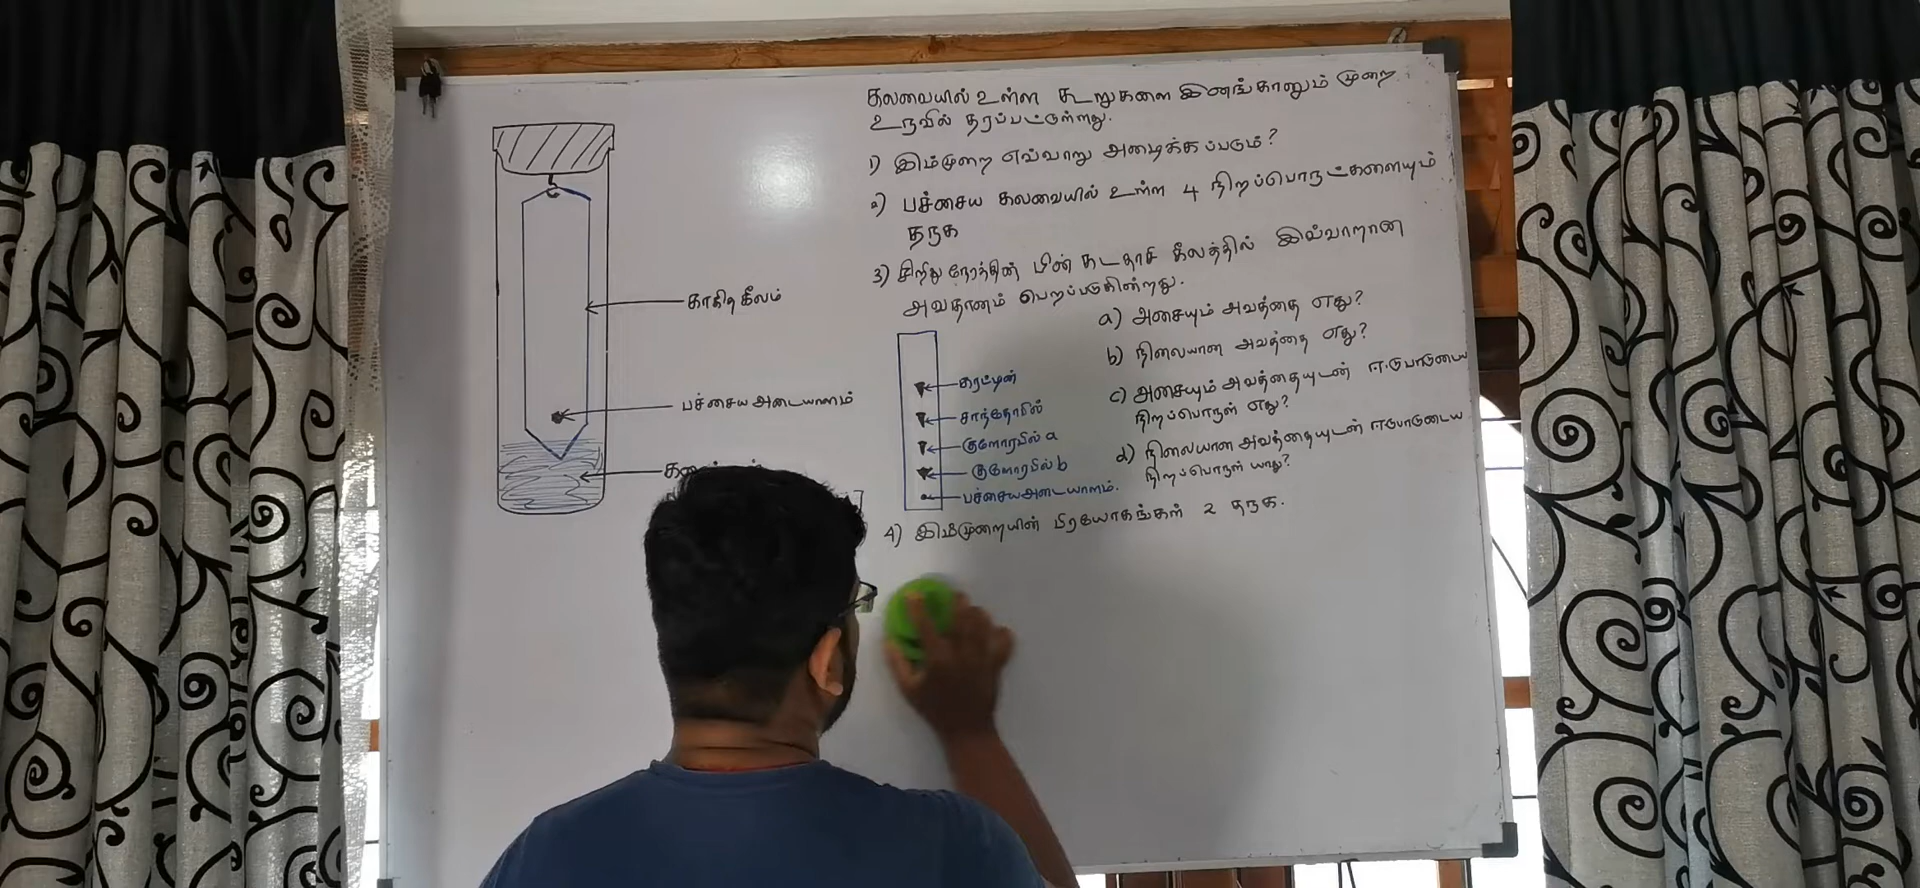 கலவையில் உள்ள கூறுகளை இனங்கானும் முறை
உருவில் தரப்பட்டுள்ளது.
1) இம்முறை எவ்வாறு அழைக்கப்படும்?
2) பச்சைய கலவையில் உள்ள 4 நிறப்பொருட்களையும்
தருக
3) சிறிது நேரத்தின் பின் கடதாசி கீலத்தில் இவ்வாறான
அவதானம் பெறப்படுகின்றது.
a) அசையும் அவத்தை எது?
b) நிலையான அவத்தை எது?
c) அசையும் அவத்தையுடன் ஈடுபாடுடைய
நிறப்பொருள் எது?
d) நிலையான அவத்தையுடன் ஈடுபாடுடைய
நிறப்பொருள் யாது?
கரட்டின்
சாந்தோபில்
குளோரபில் a
குளோரபில் b
பச்சைய அடையாளம்.
4) இம்முறையின் பிரயோகங்கள் 2 தருக.
காகித கீலம்
பச்சைய அடையாளம்